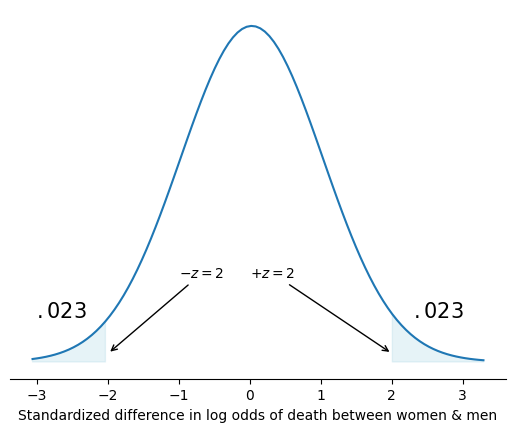 −z = 2 +z = 2
.023 .023
−3 −2 −1 0 1 2 3
Standardized difference in log odds of death between women & men